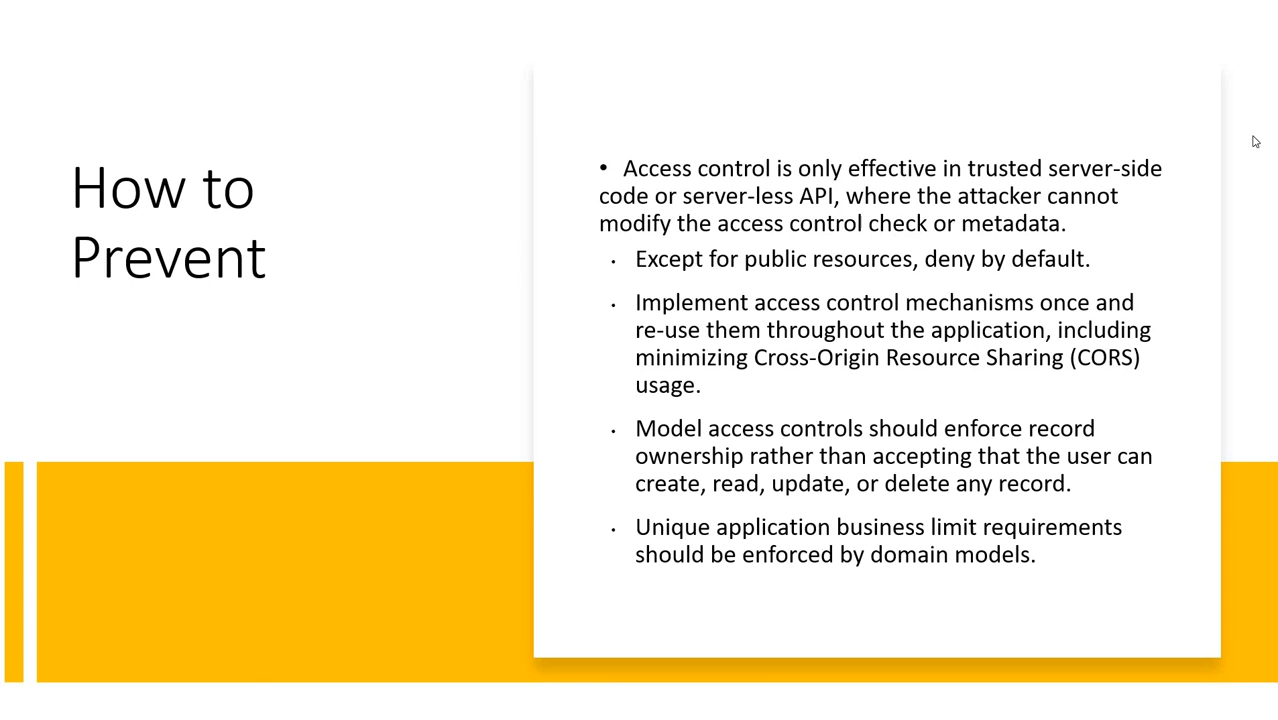 How to
Prevent
• Access control is only effective in trusted server-side
code or server-less API, where the attacker cannot
modify the access control check or metadata.
• Except for public resources, deny by default.
• Implement access control mechanisms once and
re-use them throughout the application, including
minimizing Cross-Origin Resource Sharing (CORS)
usage.
• Model access controls should enforce record
ownership rather than accepting that the user can
create, read, update, or delete any record.
• Unique application business limit requirements
should be enforced by domain models.